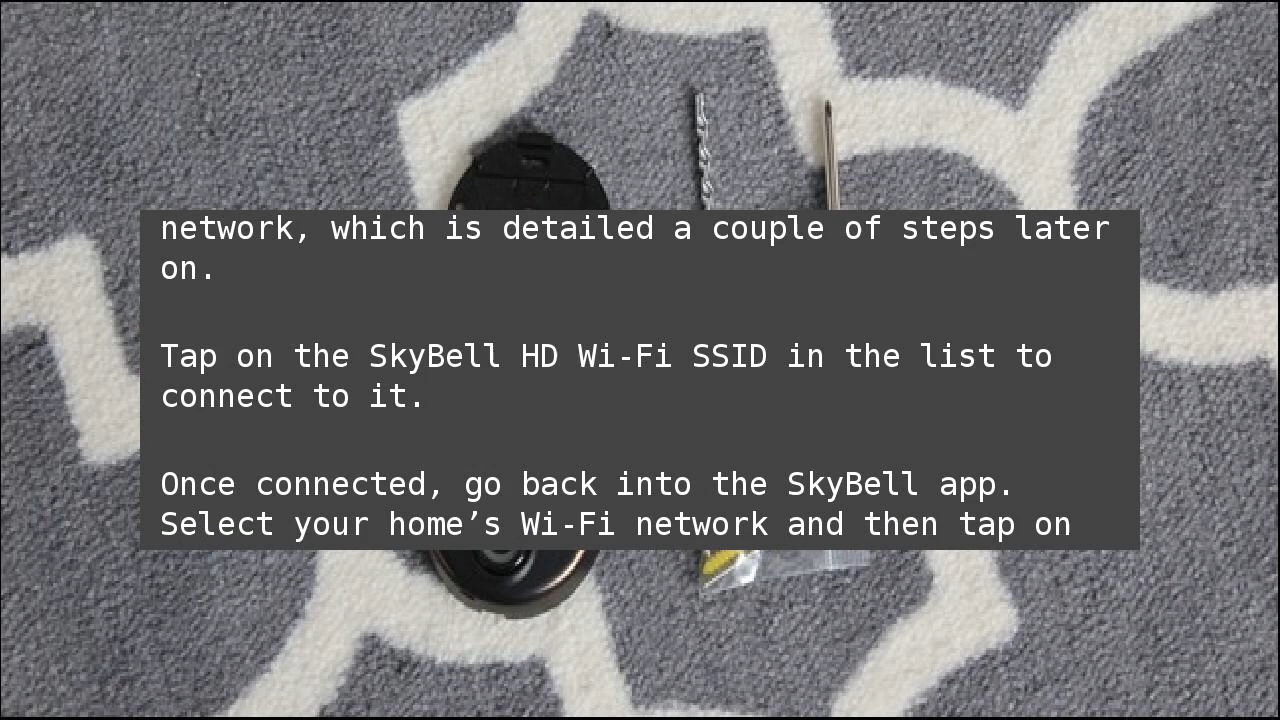 network, which is detailed a couple of steps later
on.
Tap on the SkyBell HD Wi-Fi SSID in the list to
connect to it.
Once connected, go back into the SkyBell app.
Select your home’s Wi-Fi network and then tap on